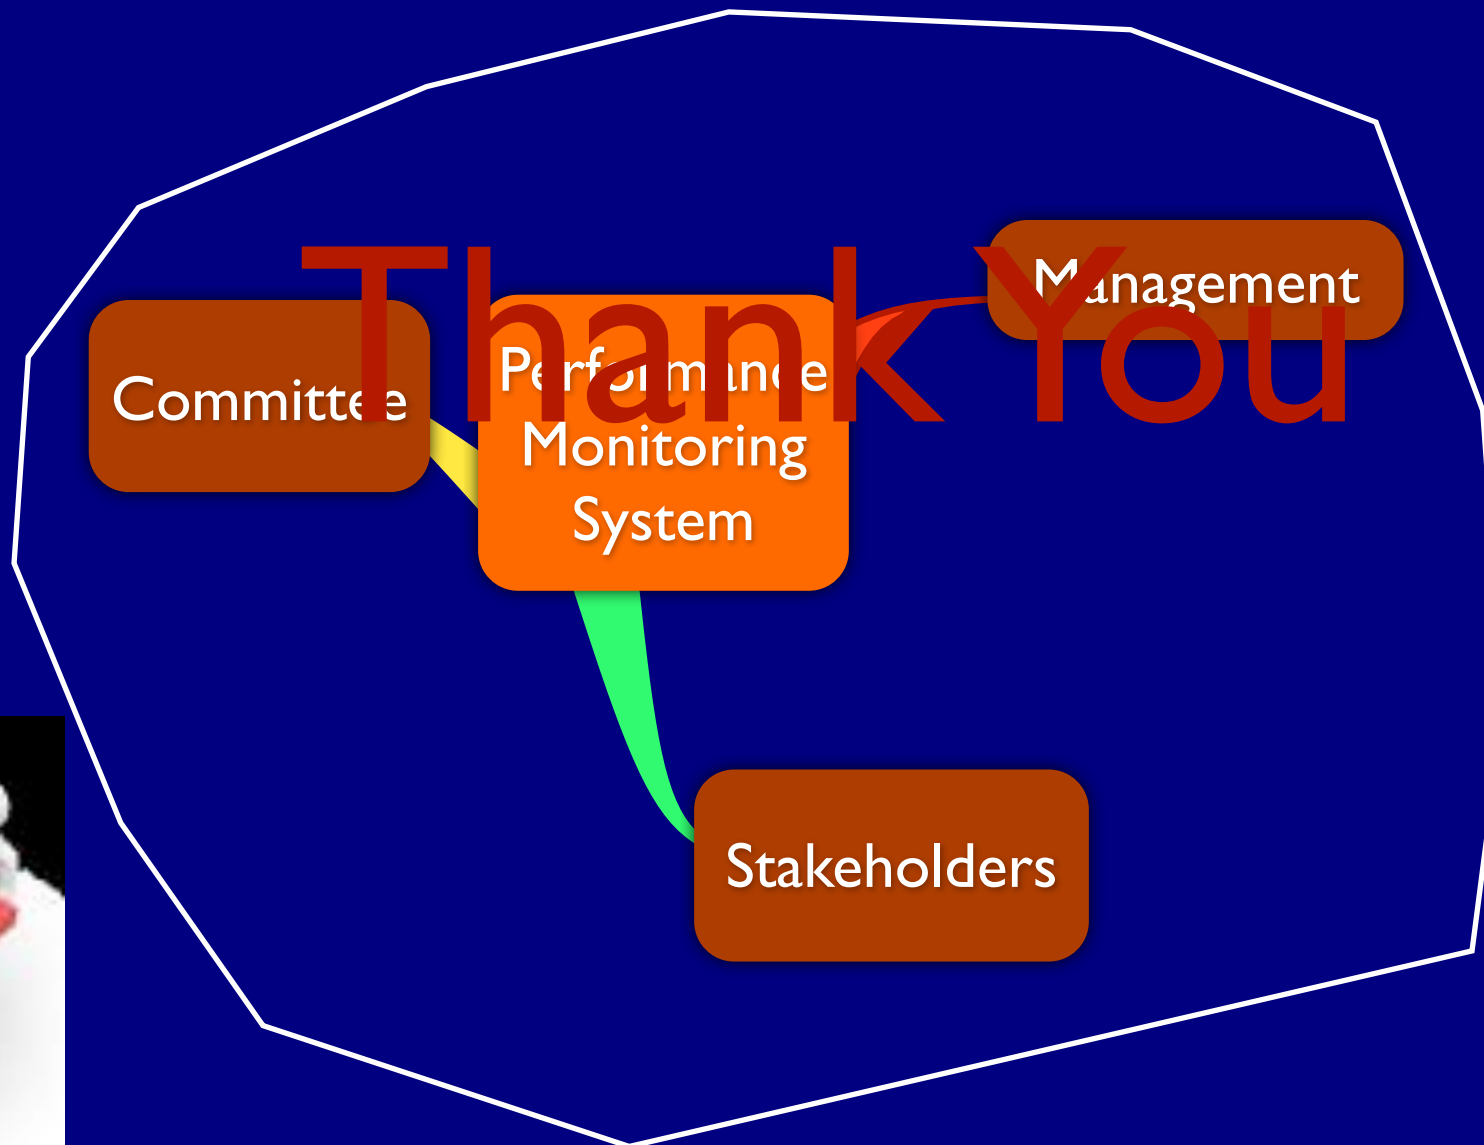 Thank You
Management
Committee
Performance
Monitoring
System
Stakeholders